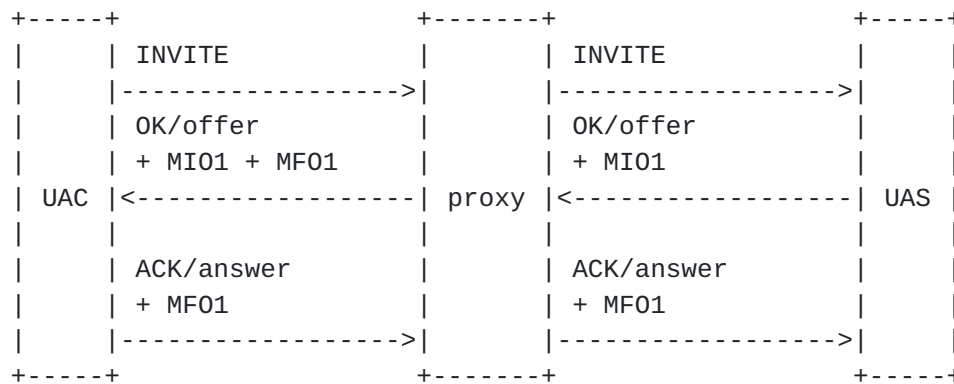 +-----+                    +-------+                    +-----+
|     | INVITE             |       | INVITE             |     |
|     |------------------->|       |------------------->|     |
|     | OK/offer           |       | OK/offer           |     |
|     | + MIO1 + MFO1      |       | + MIO1             |     |
| UAC |<-------------------| proxy |<-------------------| UAS |
|     |                    |       |                    |     |
|     | ACK/answer         |       | ACK/answer         |     |
|     | + MFO1             |       | + MFO1             |     |
|     |------------------->|       |------------------->|     |
+-----+                    +-------+                    +-----+